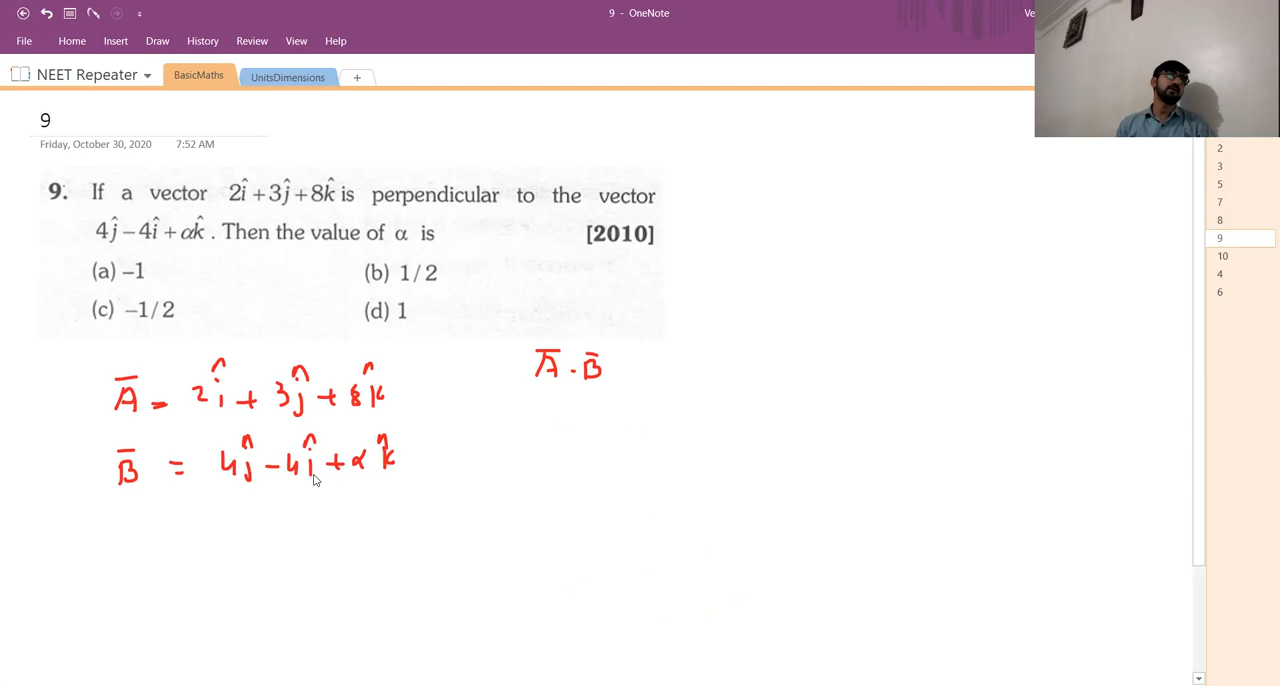 9 - OneNote
Ve
File Home Insert Draw History Review View Help
NEET Repeater BasicMaths UnitsDimensions +
9
Friday, October 30, 2020 7:52 AM
9. If a vector 2î + 3ĵ + 8k̂ is perpendicular to the vector
4ĵ − 4î + αk̂. Then the value of α is [2010]
(a) −1 (b) 1/2
(c) −1/2 (d) 1
A̅ . B̅
A̅ = 2î + 3ĵ + 8k̂
B̅ = 4ĵ − 4î + αk̂
2
3
5
7
8
9
10
4
6